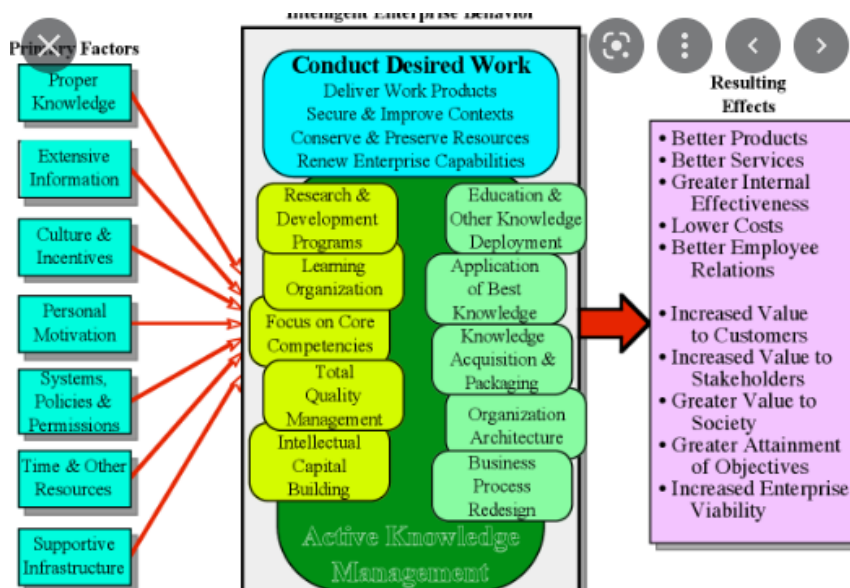 Intelligent Enterprise Behavior
Primary Factors
Proper
Knowledge
Extensive
Information
Culture &
Incentives
Personal
Motivation
Systems,
Policies &
Permissions
Time & Other
Resources
Supportive
Infrastructure
Conduct Desired Work
Deliver Work Products
Secure & Improve Contexts
Conserve & Preserve Resources
Renew Enterprise Capabilities
Research &
Development
Programs
Learning
Organization
Focus on Core
Competencies
Total
Quality
Management
Intellectual
Capital
Building
Education &
Other Knowledge
Deployment
Application
of Best
Knowledge
Knowledge
Acquisition &
Packaging
Organization
Architecture
Business
Process
Redesign
Active Knowledge
Management
Resulting
Effects
• Better Products
• Better Services
• Greater Internal
Effectiveness
• Lower Costs
• Better Employee
Relations
• Increased Value
to Customers
• Increased Value to
Stakeholders
• Greater Value to
Society
• Greater Attainment
of Objectives
• Increased Enterprise
Viability